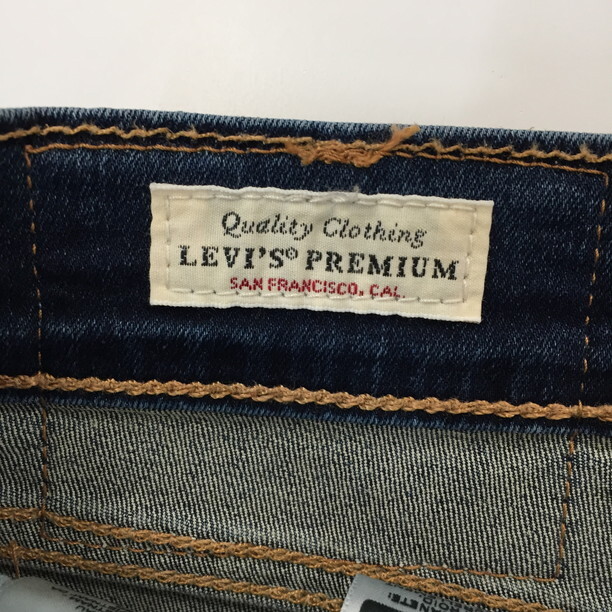 Quality Clothing
LEVI'S® PREMIUM
SAN FRANCISCO, CAL.